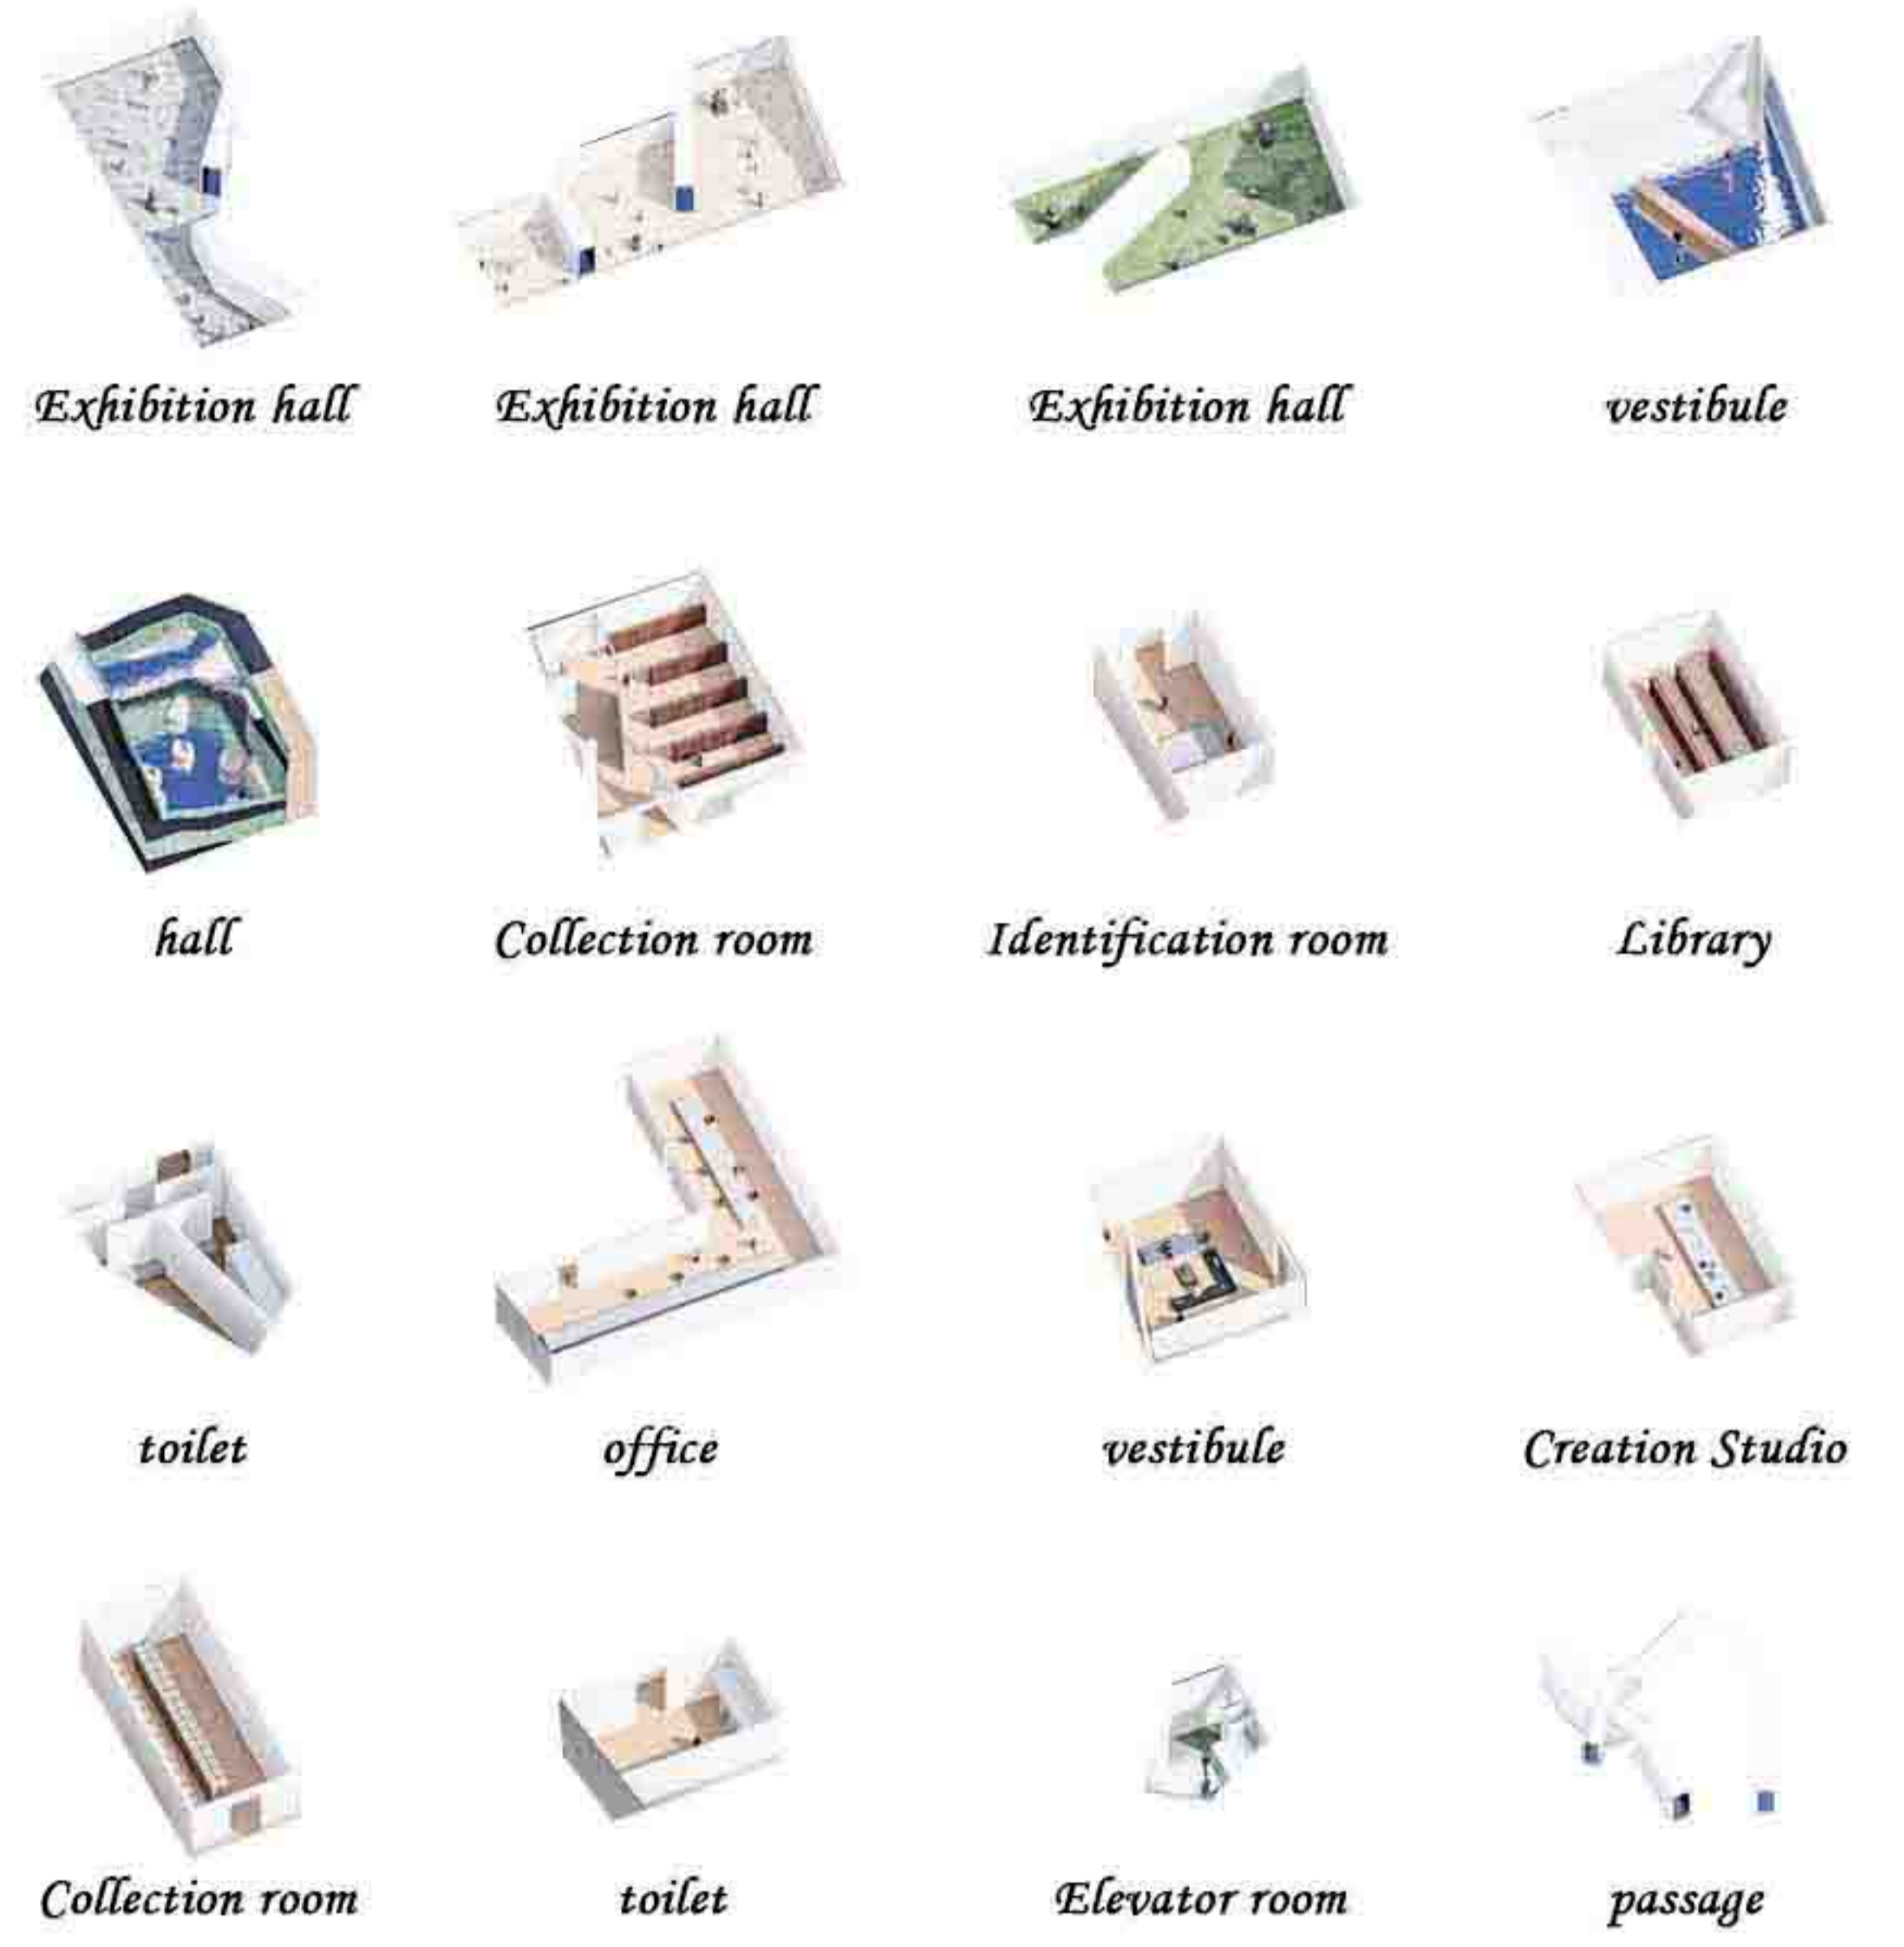 Exhibition hall
Exhibition hall
Exhibition hall
vestibule
hall
Collection room
Identification room
Library
toilet
office
vestibule
Creation Studio
Collection room
toilet
Elevator room
passage